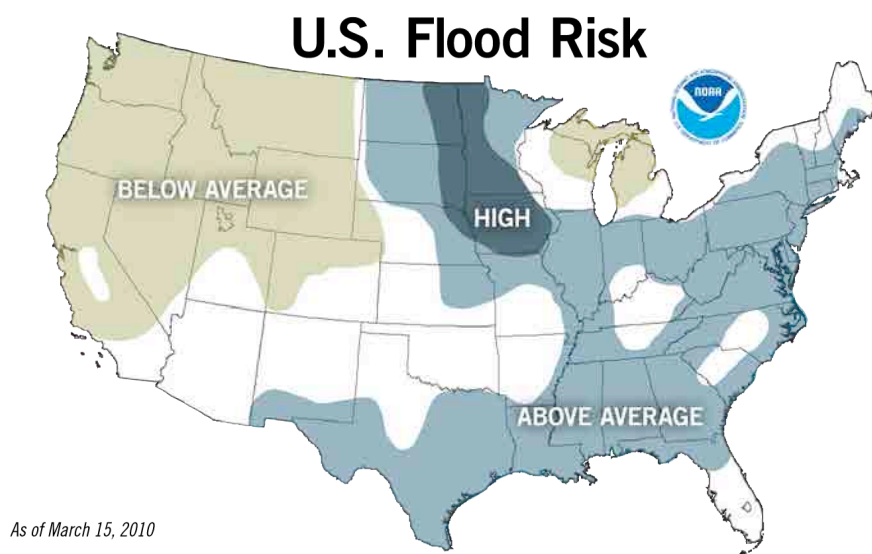 U.S. Flood Risk
NOAA
BELOW AVERAGE
HIGH
ABOVE AVERAGE
As of March 15, 2010